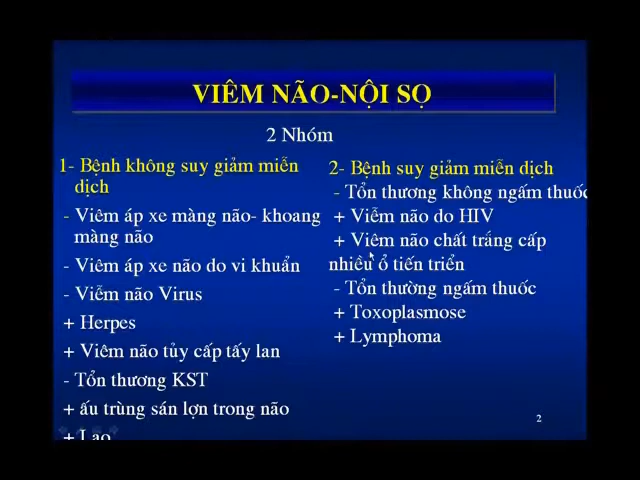 VIÊM NÃO-NỘI SỌ
2 Nhóm
1- Bệnh không suy giảm miễn
dịch
- Viêm áp xe màng não- khoang
màng não
- Viêm áp xe não do vi khuẩn
- Viễm não Virus
+ Herpes
+ Viêm não tủy cấp tấy lan
- Tổn thương KST
+ ấu trùng sán lợn trong não
+ Lao
2- Bệnh suy giảm miễn dịch
- Tổn thương không ngấm thuốc
+ Viễm não do HIV
+ Viêm não chất trắng cấp
nhiều ổ tiến triển
- Tổn thường ngấm thuốc
+ Toxoplasmose
+ Lymphoma
2